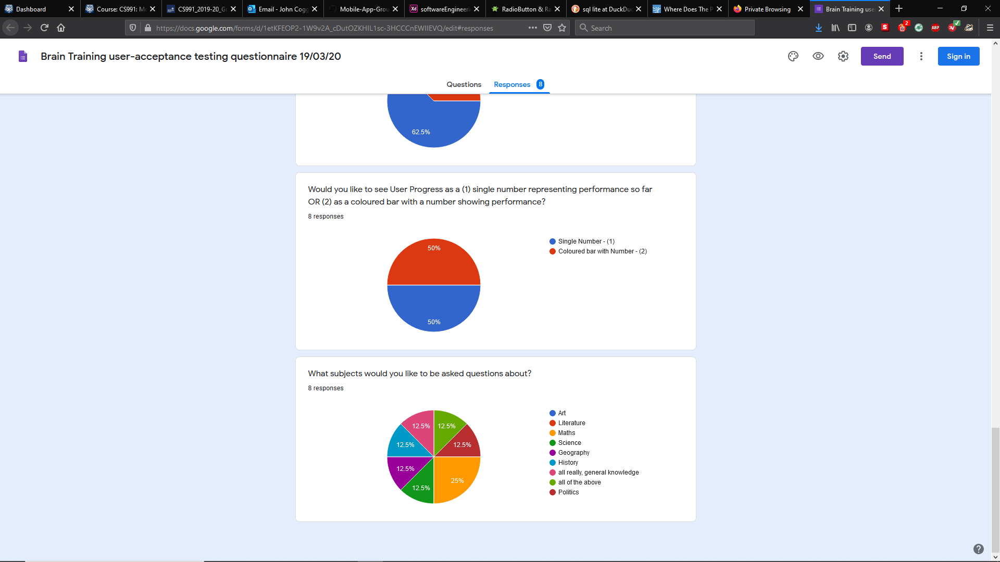 Dashboard
Course: CS991: Mo
CS991_2019-20_Gr
Email - John Cogg
Mobile-App-Grou
softwareEngineeri
RadioButton & Ra
sql lite at DuckDuc
Where Does The P
Private Browsing
Brain Training use
https://docs.google.com/forms/d/1etKFEOP2-1W9v2A_cDutOZKHIL1sc-3HCCCnEWIIEVQ/edit#responses
Search
S
2
ABP
Brain Training user-acceptance testing questionnaire 19/03/20
Send
Sign in
Questions
Responses 8
62.5%
Would you like to see User Progress as a (1) single number representing performance so far
OR (2) as a coloured bar with a number showing performance?
8 responses
50%
50%
Single Number - (1)
Coloured bar with Number - (2)
What subjects would you like to be asked questions about?
8 responses
12.5%
12.5%
12.5%
12.5%
12.5%
25%
12.5%
Art
Literature
Maths
Science
Geography
History
all really, general knowledge
all of the above
Politics